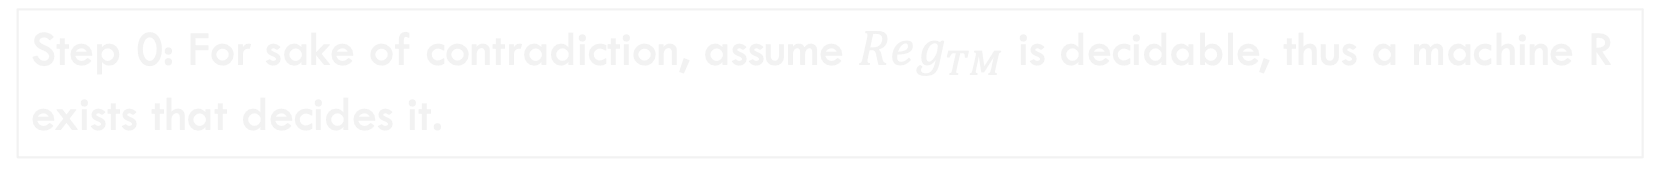 Step 0: For sake of contradiction, assume Reg_TM is decidable, thus a machine R
exists that decides it.